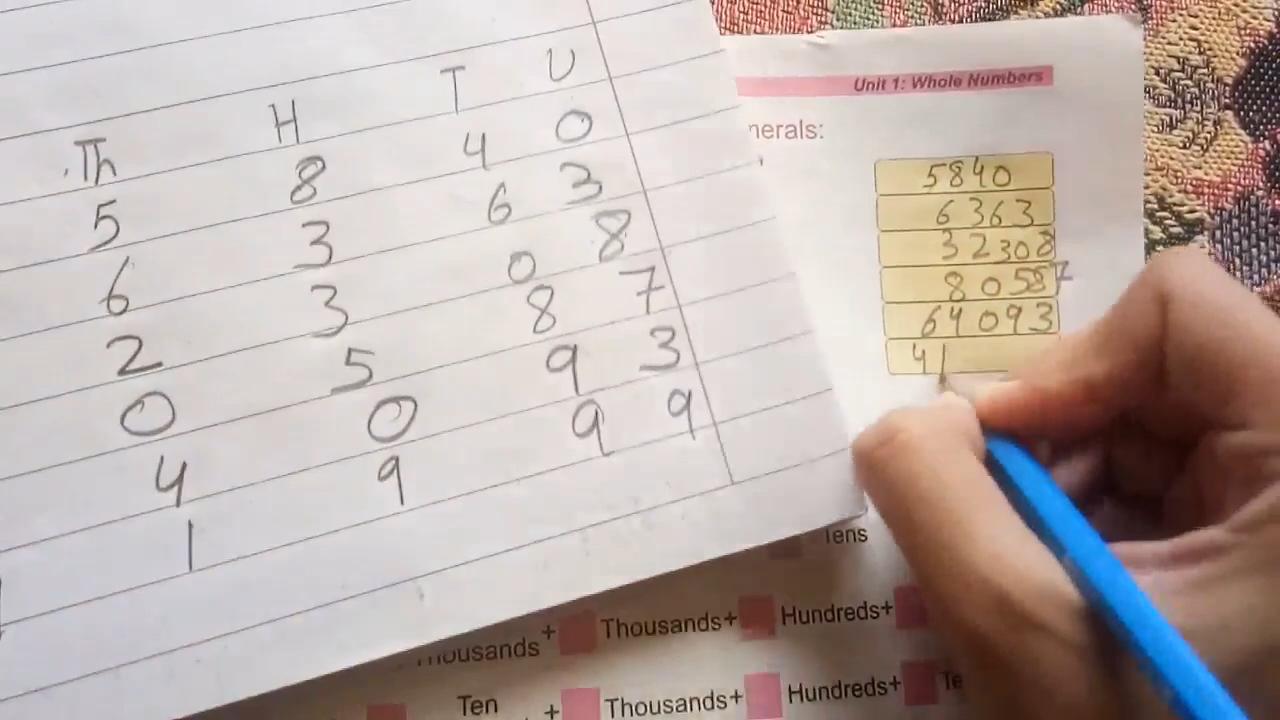 Th H T U
5 8 4 0
6 3 6 3
2 3 0 8
0 5 8 7
4 0 9 3
1 9 9 9
Unit 1: Whole Numbers
nerals:
5840
6363
32308
80587
64093
41
Tens
Thousands+ Thousands+ Hundreds+
Ten + Thousands+ Hundreds+ Te